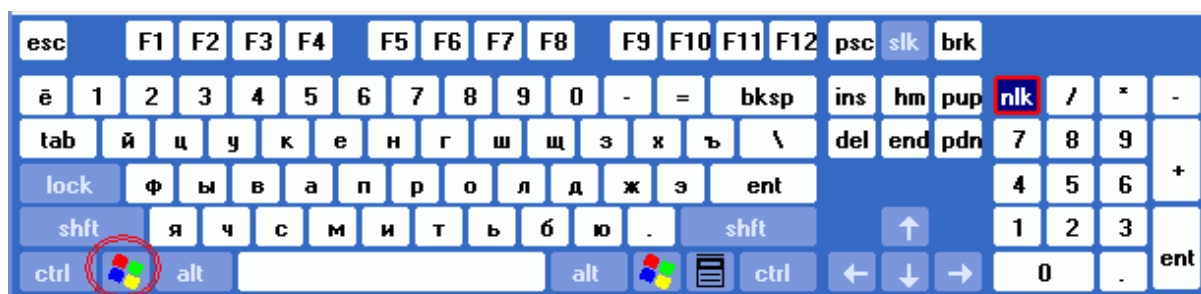 esc F1 F2 F3 F4 F5 F6 F7 F8 F9 F10 F11 F12 psc slk brk
ё 1 2 3 4 5 6 7 8 9 0 - = bksp ins hm pup nlk / * -
tab й ц у к е н г ш щ з х ъ \ del end pdn 7 8 9 +
lock ф ы в а п р о л д ж э ent 4 5 6
shft я ч с м и т ь б ю . shft ↑ 1 2 3 ent
ctrl alt alt ctrl ← ↓ → 0 .